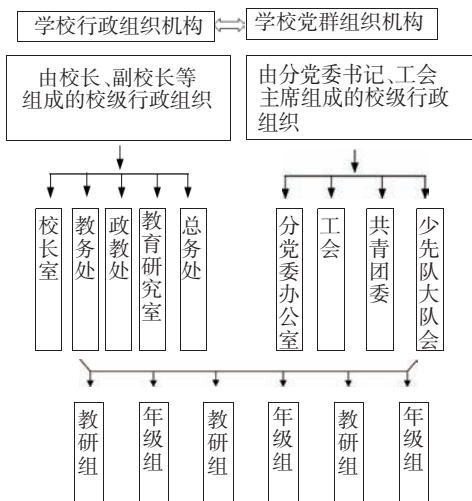 学校行政组织机构
学校党群组织机构
由校长、副校长等
组成的校级行政组织
由分党委书记、工会
主席组成的校级行政
组织
校长室
教务处
政教处
教育研究室
总务处
分党委办公室
工会
共青团委
少先队大队会
教研组
年级组
教研组
年级组
教研组
年级组